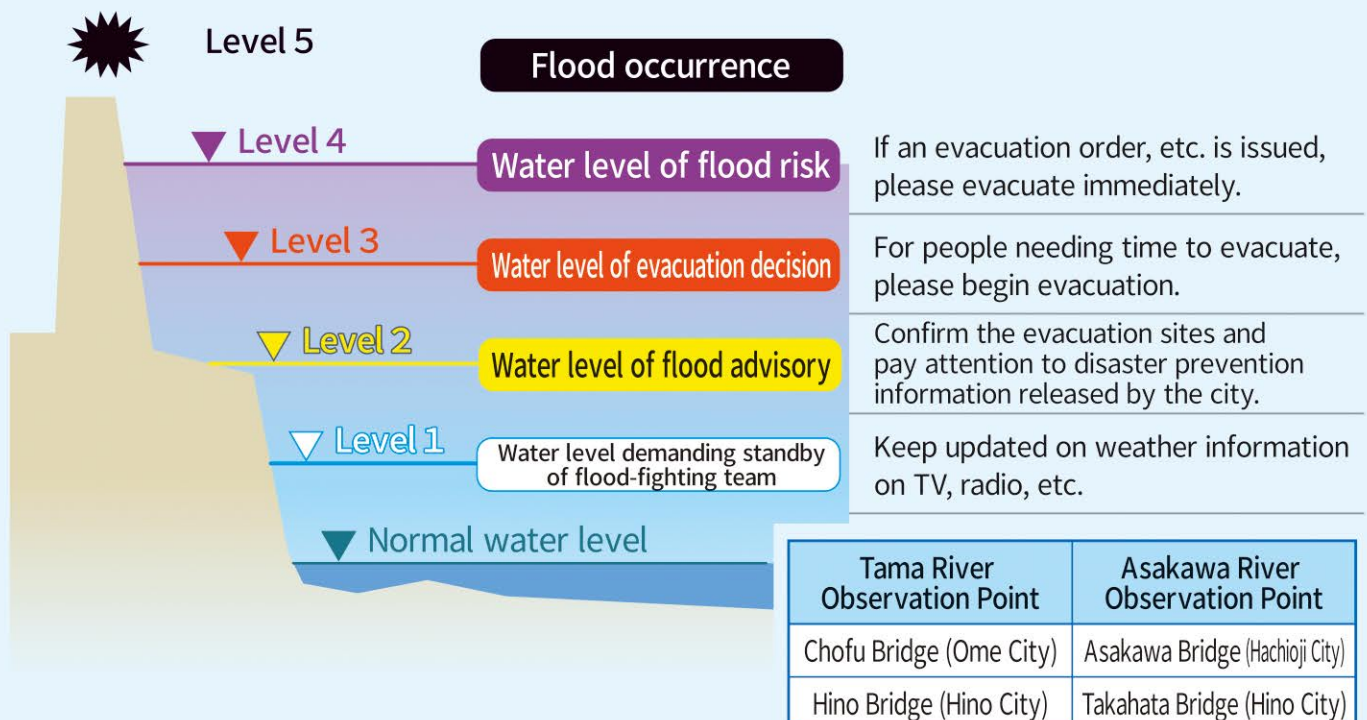 Level 5
Flood occurrence
Level 4
Water level of flood risk
If an evacuation order, etc. is issued,
please evacuate immediately.
Level 3
Water level of evacuation decision
For people needing time to evacuate,
please begin evacuation.
Level 2
Water level of flood advisory
Confirm the evacuation sites and
pay attention to disaster prevention
information released by the city.
Level 1
Water level demanding standby
of flood-fighting team
Keep updated on weather information
on TV, radio, etc.
Normal water level
Tama River
Observation Point
Asakawa River
Observation Point
Chofu Bridge (Ome City)
Asakawa Bridge (Hachioji City)
Hino Bridge (Hino City)
Takahata Bridge (Hino City)